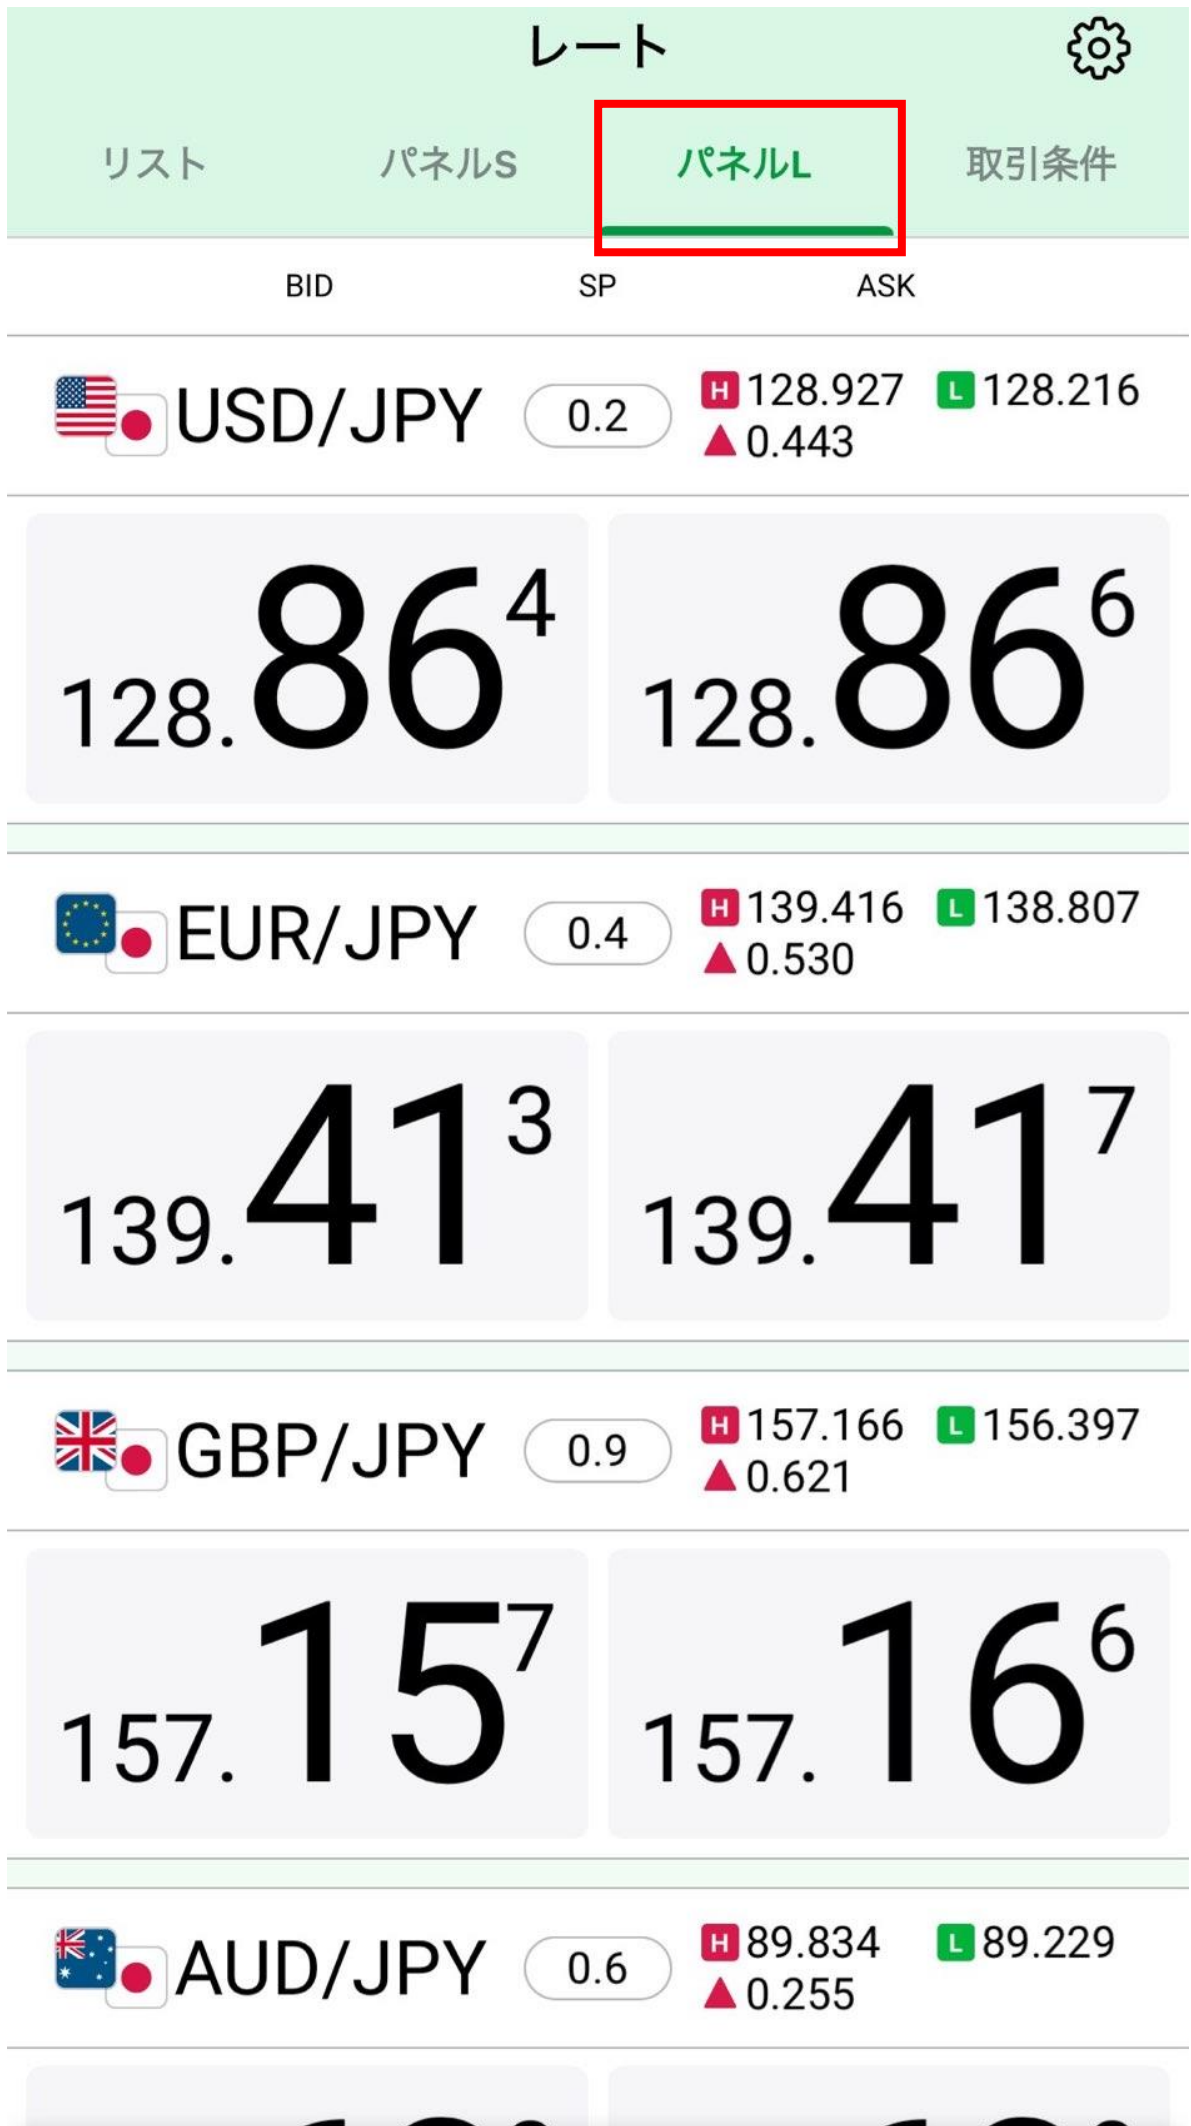 レート
リスト パネルS パネルL 取引条件
BID SP ASK
USD/JPY 0.2 H 128.927 L 128.216
▲ 0.443
128.864 128.866
EUR/JPY 0.4 H 139.416 L 138.807
▲ 0.530
139.413 139.417
GBP/JPY 0.9 H 157.166 L 156.397
▲ 0.621
157.157 157.166
AUD/JPY 0.6 H 89.834 L 89.229
▲ 0.255